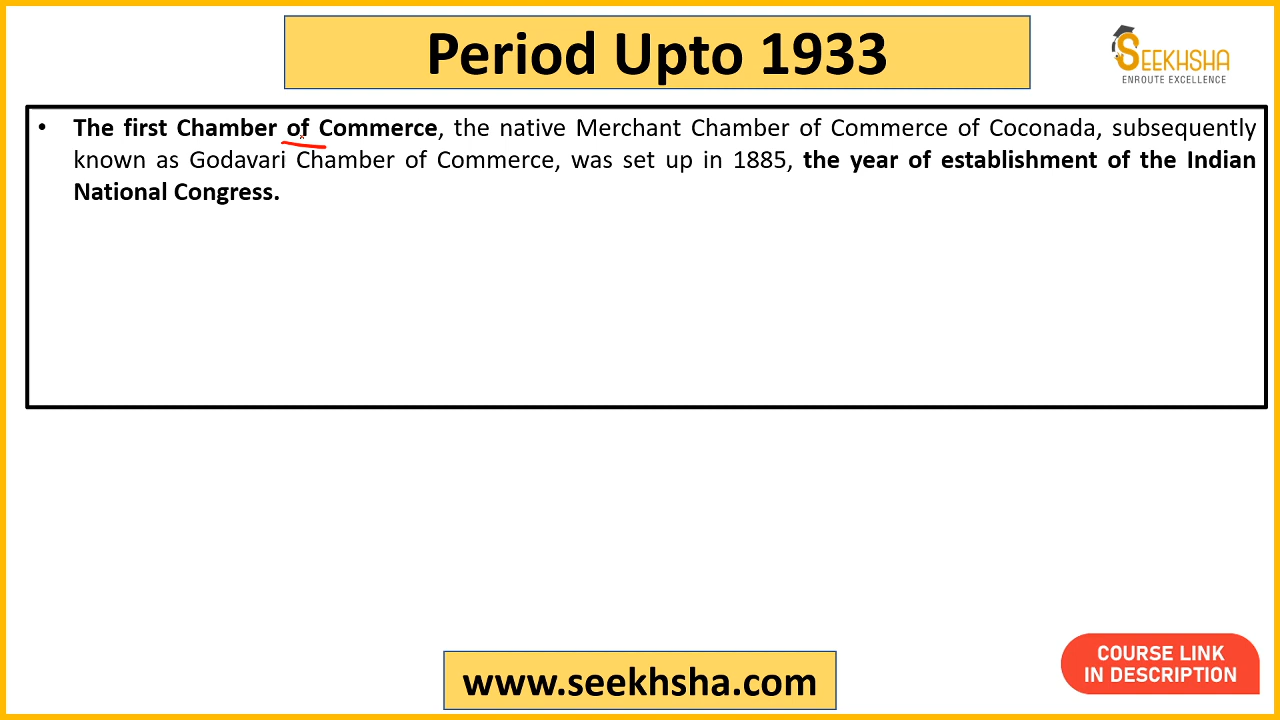 Period Upto 1933
SEEKHSHA
ENROUTE EXCELLENCE
• The first Chamber of Commerce, the native Merchant Chamber of Commerce of Coconada, subsequently
known as Godavari Chamber of Commerce, was set up in 1885, the year of establishment of the Indian
National Congress.
www.seekhsha.com
COURSE LINK
IN DESCRIPTION